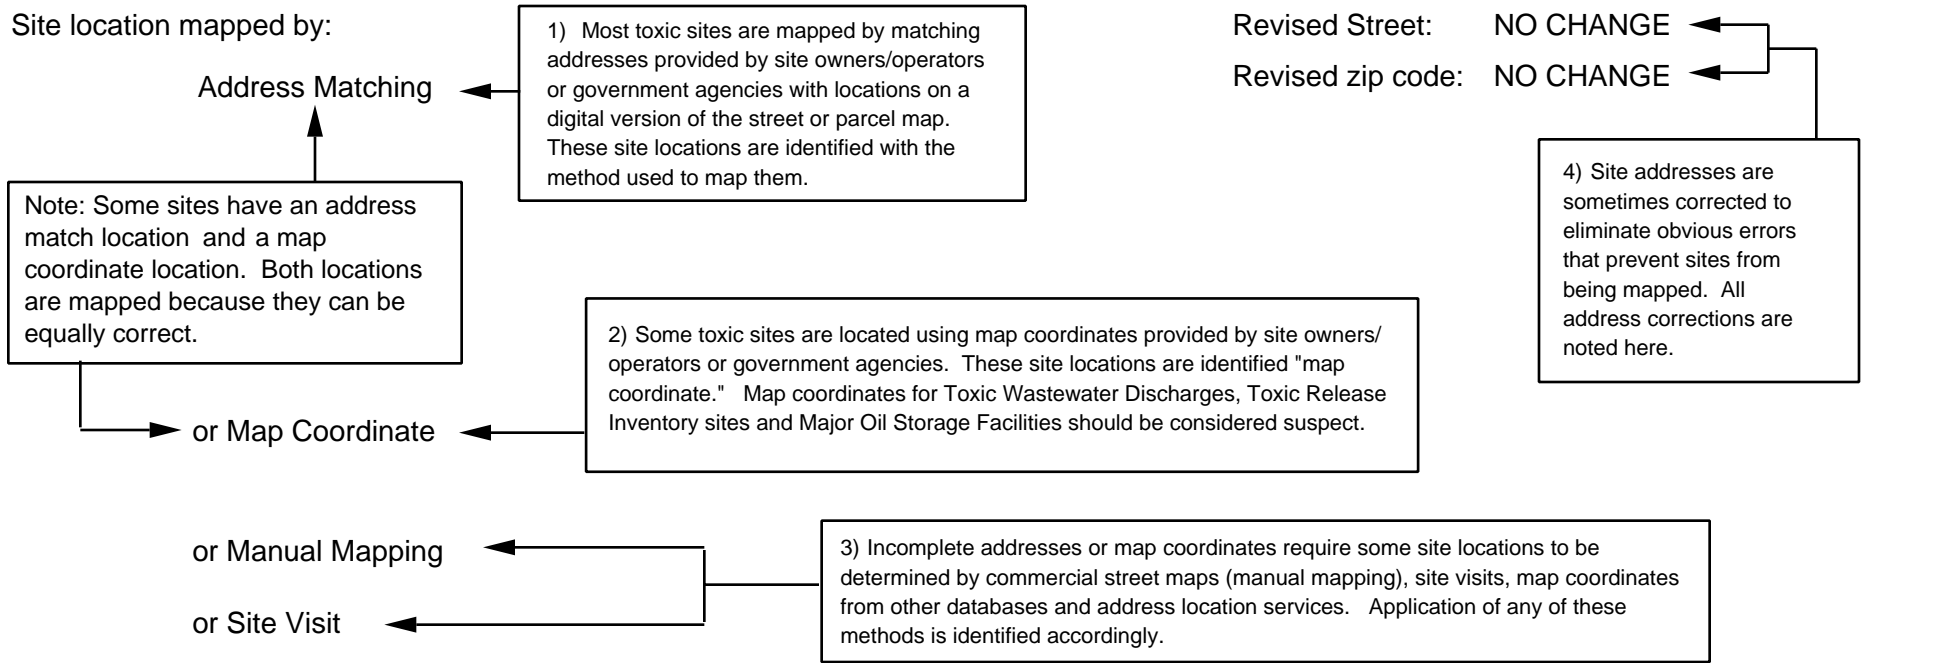 Site location mapped by:
Address Matching
1)   Most toxic sites are mapped by matching
addresses provided by site owners/operators
or government agencies with locations on a
digital version of the street or parcel map.
These site locations are identified with the
method used to map them.
Revised Street: NO CHANGE
Revised zip code: NO CHANGE
4) Site addresses are
sometimes corrected to
eliminate obvious errors
that prevent sites from
being mapped.  All
address corrections are
noted here.
Note: Some sites have an address
match location  and a map
coordinate location.  Both locations
are mapped because they can be
equally correct.
2) Some toxic sites are located using map coordinates provided by site owners/
operators or government agencies.  These site locations are identified "map
coordinate."   Map coordinates for Toxic Wastewater Discharges, Toxic Release
Inventory sites and Major Oil Storage Facilities should be considered suspect.
or Map Coordinate
or Manual Mapping
or Site Visit
3) Incomplete addresses or map coordinates require some site locations to be
determined by commercial street maps (manual mapping), site visits, map coordinates
from other databases and address location services.   Application of any of these
methods is identified accordingly.